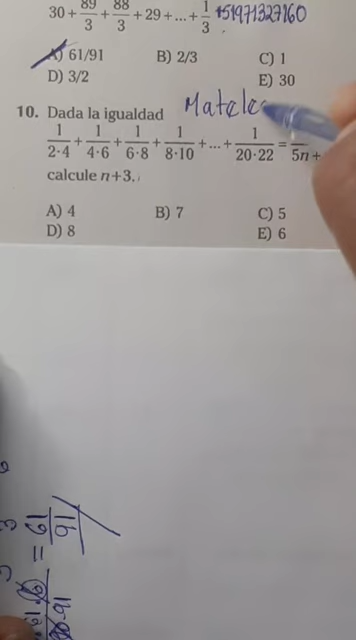 30 + 89/3 + 88/3 + 29 + ... + 1/3 +51971327160
A) 61/91 B) 2/3 C) 1
D) 3/2 E) 30
10. Dada la igualdad
1/2·4 + 1/4·6 + 1/6·8 + 1/8·10 + ... + 1/20·22 = 5n +
calcule n+3.
A) 4 B) 7 C) 5
D) 8 E) 6
= 61/91